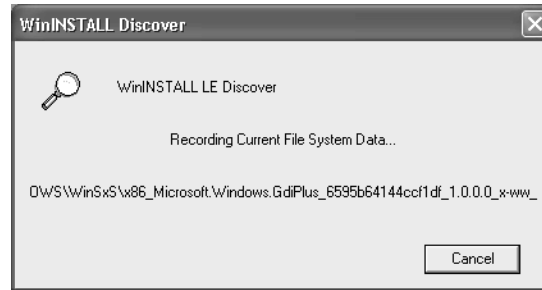 WinINSTALL Discover
WinINSTALL LE Discover
Recording Current File System Data...
OWS\WinSxS\x86_Microsoft.Windows.GdiPlus_6595b64144ccf1df_1.0.0.0_x-ww_
Cancel